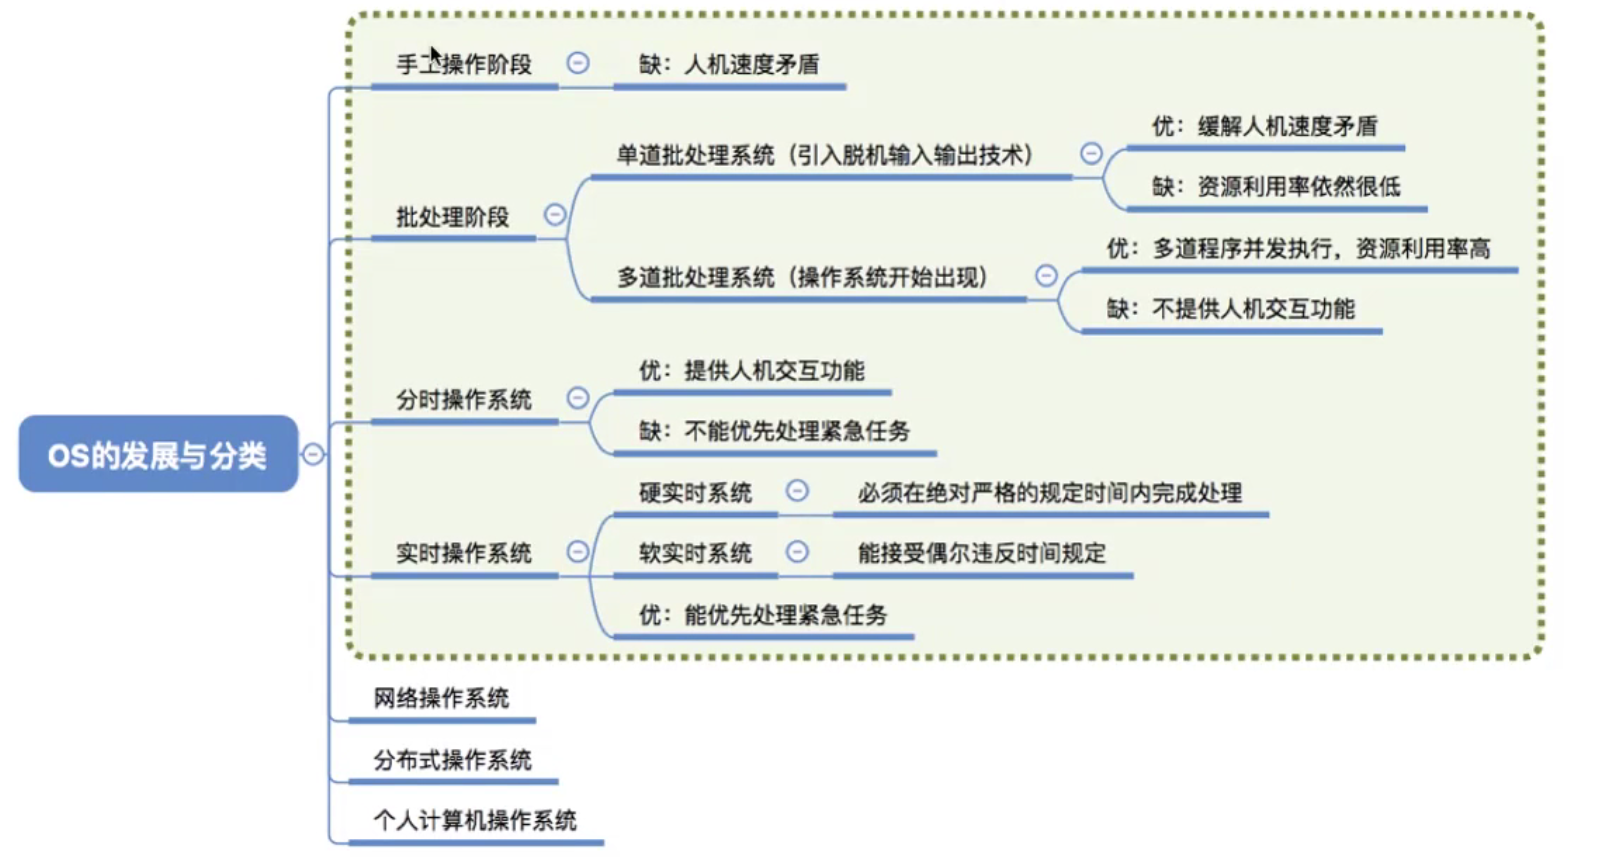 手工操作阶段
缺：人机速度矛盾
批处理阶段
单道批处理系统（引入脱机输入输出技术）
优：缓解人机速度矛盾
缺：资源利用率依然很低
多道批处理系统（操作系统开始出现）
优：多道程序并发执行，资源利用率高
缺：不提供人机交互功能
OS的发展与分类
分时操作系统
优：提供人机交互功能
缺：不能优先处理紧急任务
实时操作系统
硬实时系统
必须在绝对严格的规定时间内完成处理
软实时系统
能接受偶尔违反时间规定
优：能优先处理紧急任务
网络操作系统
分布式操作系统
个人计算机操作系统